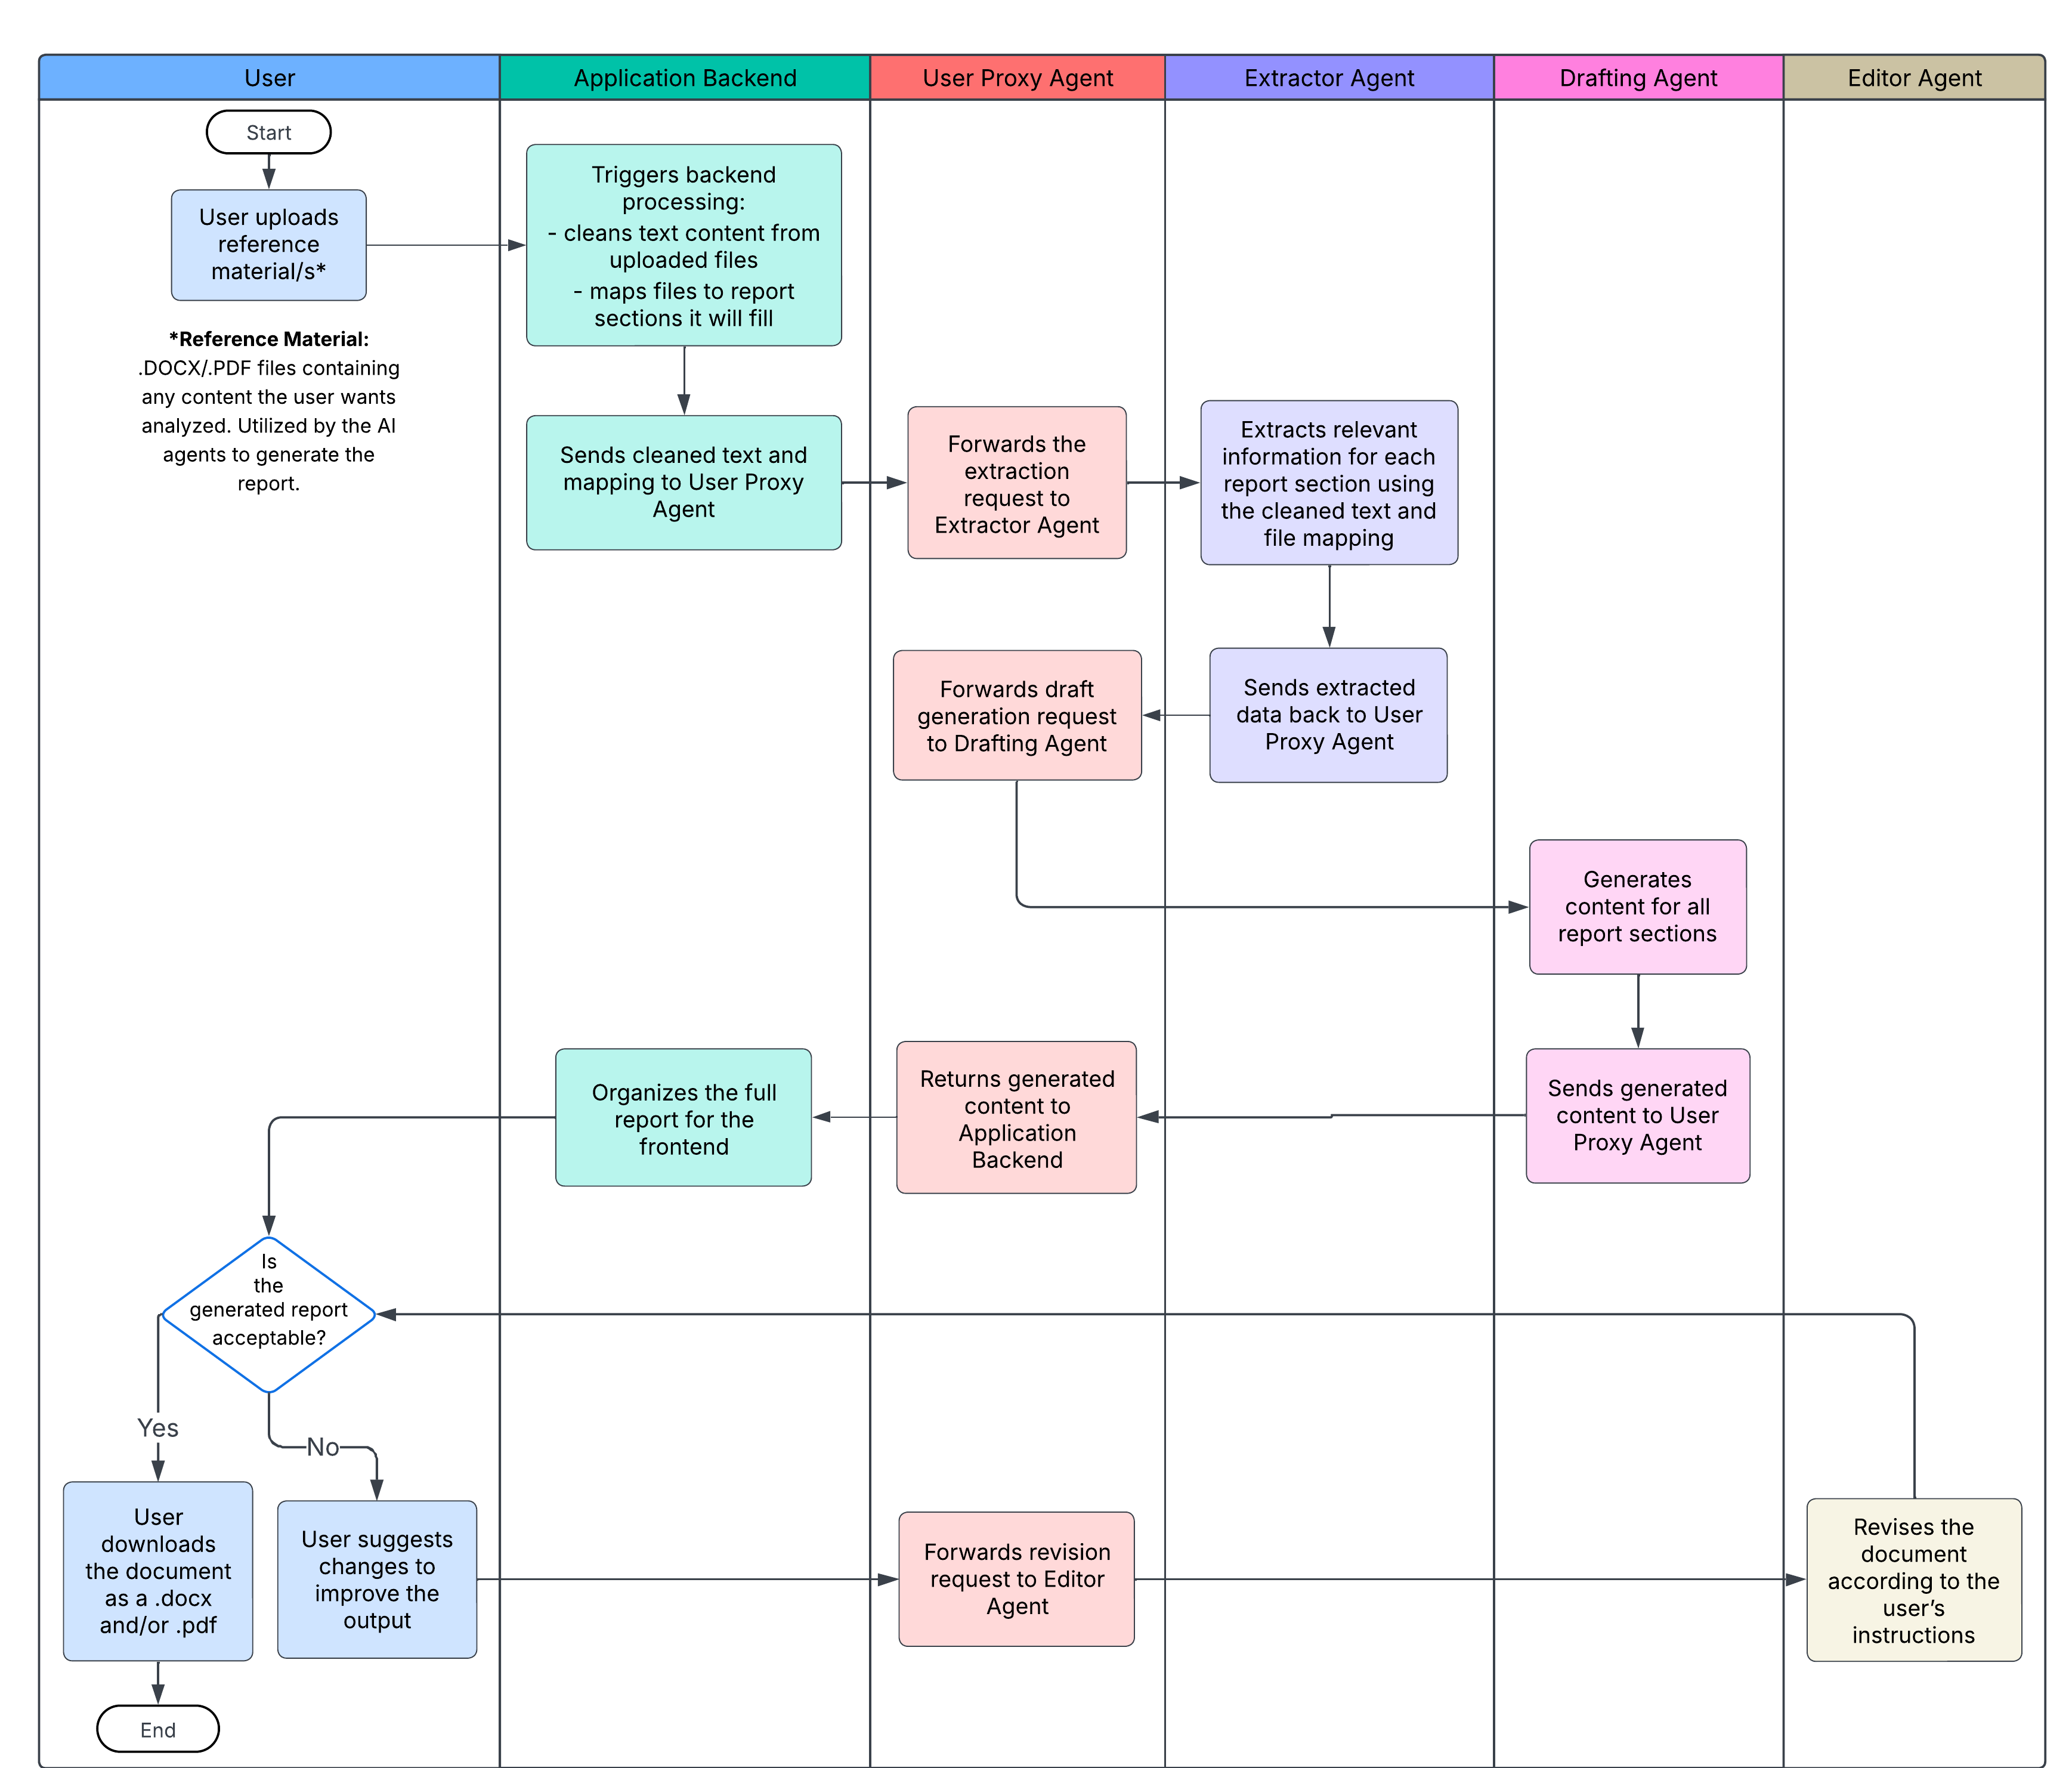 User
Application Backend
User Proxy Agent
Extractor Agent
Drafting Agent
Editor Agent
Start
User uploads
reference
material/s*
*Reference Material:
.DOCX/.PDF files containing
any content the user wants
analyzed. Utilized by the AI
agents to generate the
report.
Triggers backend
processing:
- cleans text content from
uploaded files
- maps files to report
sections it will fill
Sends cleaned text and
mapping to User Proxy
Agent
Forwards the
extraction
request to
Extractor Agent
Extracts relevant
information for each
report section using
the cleaned text and
file mapping
Sends extracted
data back to User
Proxy Agent
Forwards draft
generation request
to Drafting Agent
Generates
content for all
report sections
Sends generated
content to User
Proxy Agent
Returns generated
content to
Application
Backend
Organizes the full
report for the
frontend
Is
the
generated report
acceptable?
Yes
No
User
downloads
the document
as a .docx
and/or .pdf
User suggests
changes to
improve the
output
Forwards revision
request to Editor
Agent
Revises the
document
according to the
user’s
instructions
End